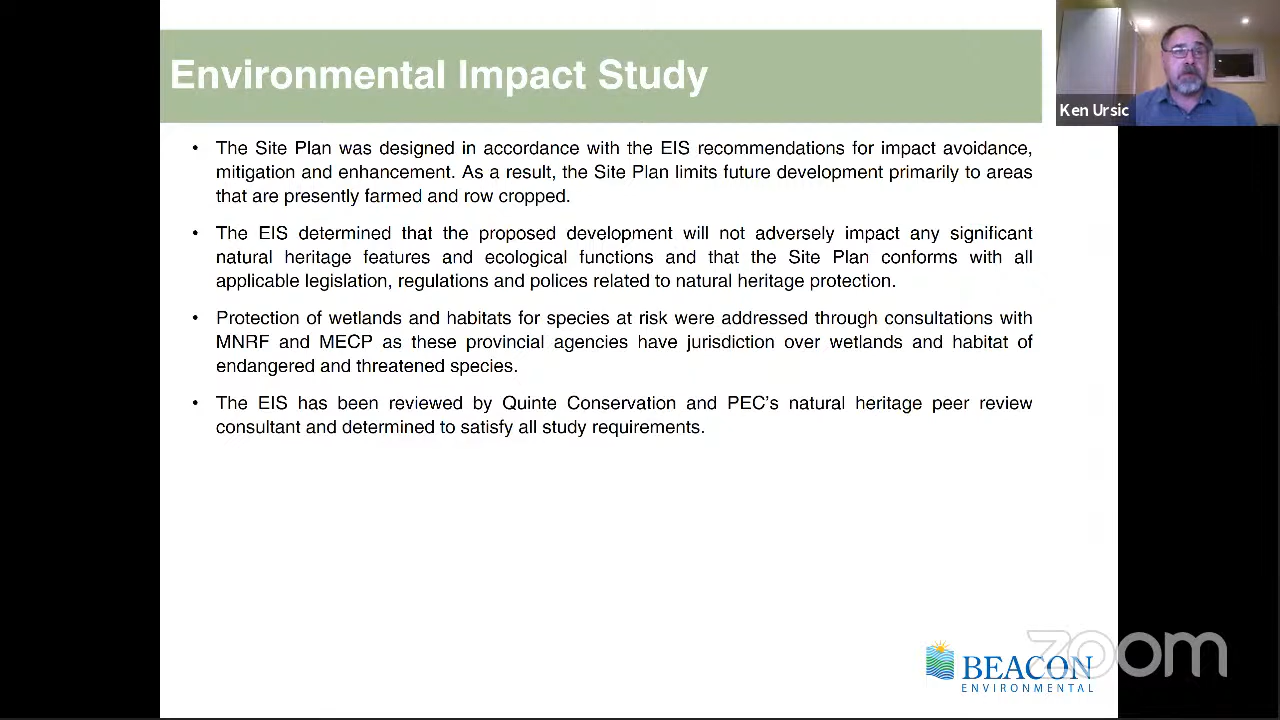 Environmental Impact Study
Ken Ursic
• The Site Plan was designed in accordance with the EIS recommendations for impact avoidance,
mitigation and enhancement. As a result, the Site Plan limits future development primarily to areas
that are presently farmed and row cropped.
• The EIS determined that the proposed development will not adversely impact any significant
natural heritage features and ecological functions and that the Site Plan conforms with all
applicable legislation, regulations and polices related to natural heritage protection.
• Protection of wetlands and habitats for species at risk were addressed through consultations with
MNRF and MECP as these provincial agencies have jurisdiction over wetlands and habitat of
endangered and threatened species.
• The EIS has been reviewed by Quinte Conservation and PEC's natural heritage peer review
consultant and determined to satisfy all study requirements.
zoom
BEACON
ENVIRONMENTAL